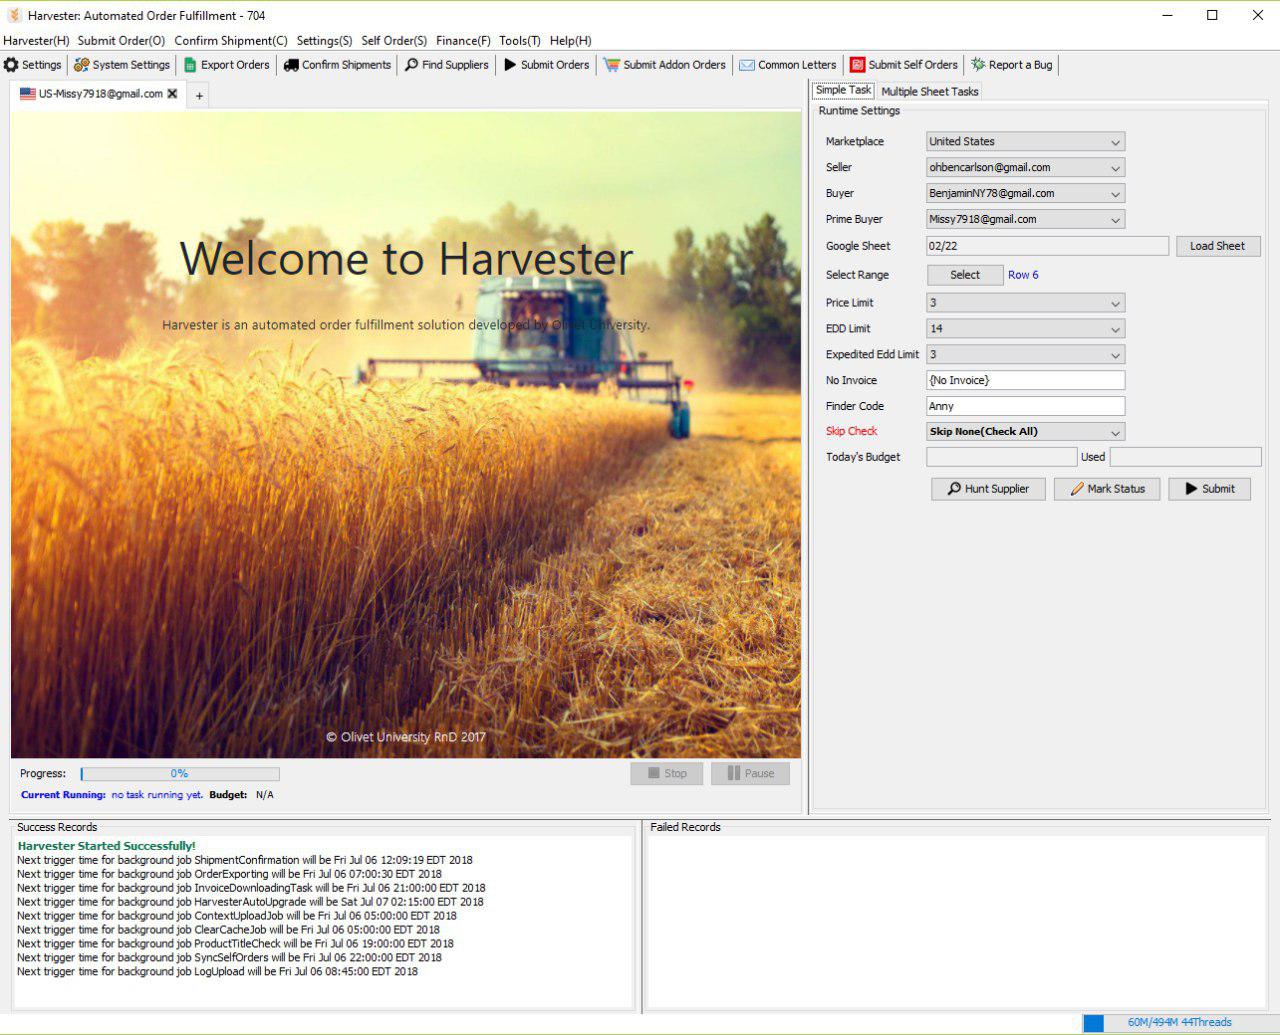 Harvester: Automated Order Fulfillment - 704
Harvester(H) Submit Order(O) Confirm Shipment(C) Settings(S) Self Order(S) Finance(F) Tools(T) Help(H)
Settings System Settings Export Orders Confirm Shipments Find Suppliers Submit Orders Submit Addon Orders Common Letters Submit Self Orders Report a Bug
US-Missy7918@gmail.com +
Welcome to Harvester
Harvester is an automated order fulfillment solution developed by Olivet University.
© Olivet University RnD 2017
Progress: 0% Stop Pause
Current Running: no task running yet. Budget: N/A
Simple Task Multiple Sheet Tasks
Runtime Settings
Marketplace United States
Seller ohbencarlson@gmail.com
Buyer BenjaminNY78@gmail.com
Prime Buyer Missy7918@gmail.com
Google Sheet 02/22 Load Sheet
Select Range Select Row 6
Price Limit 3
EDD Limit 14
Expedited Edd Limit 3
No Invoice {No Invoice}
Finder Code Anny
Skip Check Skip None(Check All)
Today's Budget Used
Hunt Supplier Mark Status Submit
Success Records
Harvester Started Successfully!
Next trigger time for background job ShipmentConfirmation will be Fri Jul 06 12:09:19 EDT 2018
Next trigger time for background job OrderExporting will be Fri Jul 06 07:00:30 EDT 2018
Next trigger time for background job InvoiceDownloadingTask will be Fri Jul 06 21:00:00 EDT 2018
Next trigger time for background job HarvesterAutoUpgrade will be Sat Jul 07 02:15:00 EDT 2018
Next trigger time for background job ContextUploadJob will be Fri Jul 06 05:00:00 EDT 2018
Next trigger time for background job ClearCacheJob will be Fri Jul 06 05:00:00 EDT 2018
Next trigger time for background job ProductTitleCheck will be Fri Jul 06 19:00:00 EDT 2018
Next trigger time for background job SyncSelfOrders will be Fri Jul 06 22:00:00 EDT 2018
Next trigger time for background job LogUpload will be Fri Jul 06 08:45:00 EDT 2018
Failed Records
60M/494M 44Threads